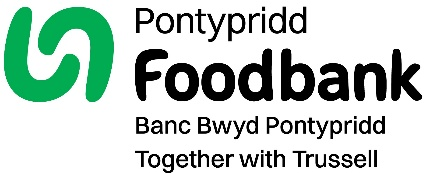 Pontypridd
Foodbank
Banc Bwyd Pontypridd
Together with Trussell